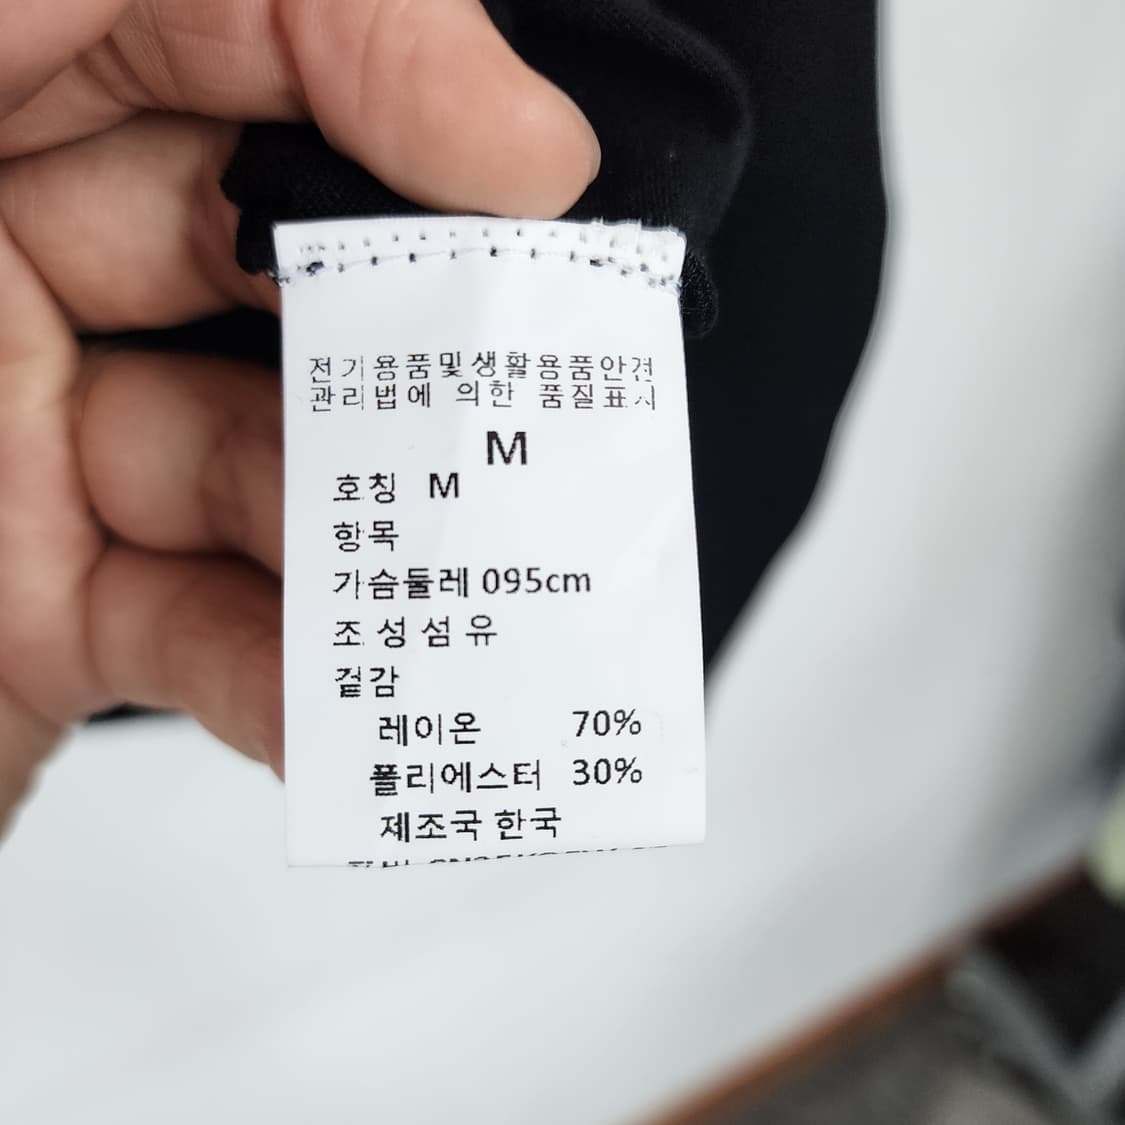 전기용품및생활용품안전
관리법에 의한 품질표시
M
호칭 M
항목
가슴둘레 095cm
조성섬유
겉감
레이온 70%
폴리에스터 30%
제조국 한국